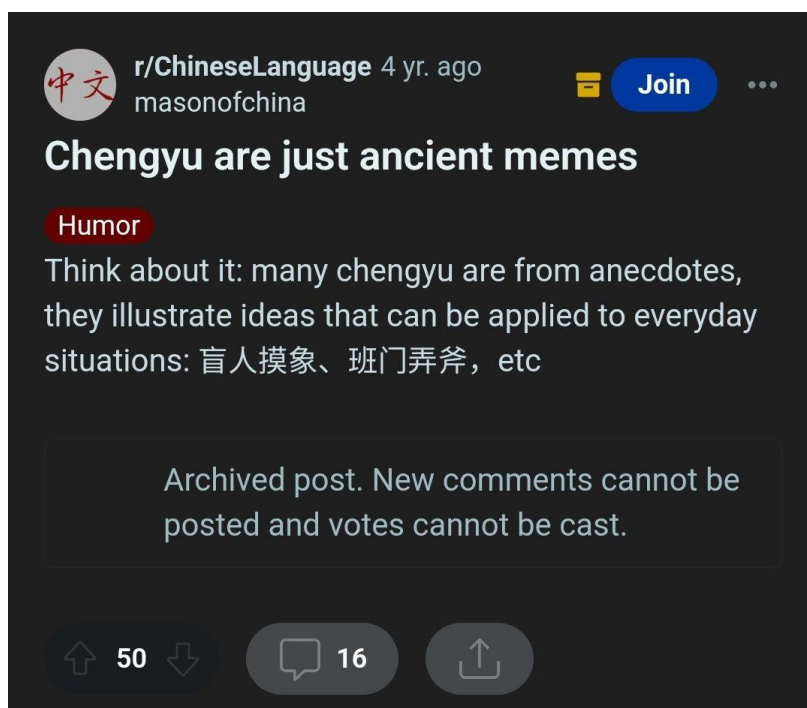 中文
r/ChineseLanguage 4 yr. ago
masonofchina
Join
Chengyu are just ancient memes
Humor
Think about it: many chengyu are from anecdotes,
they illustrate ideas that can be applied to everyday
situations: 盲人摸象、班门弄斧，etc
Archived post. New comments cannot be
posted and votes cannot be cast.
50
16